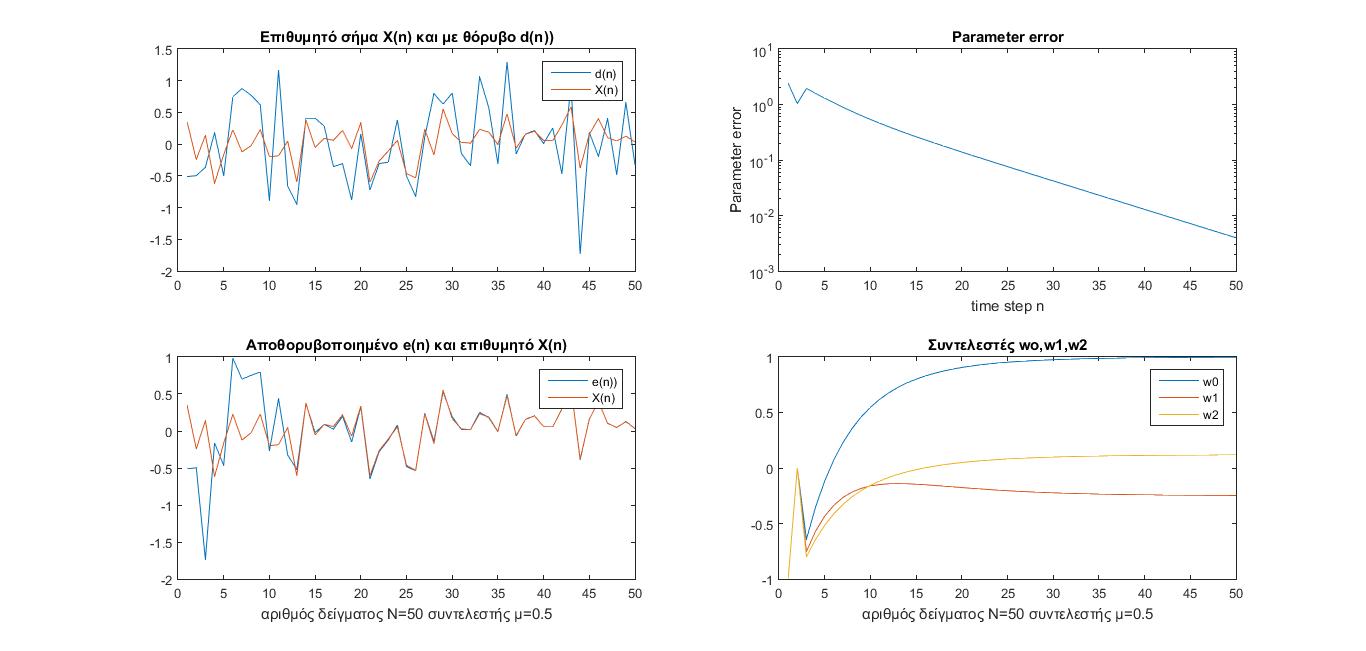 Επιθυμητό σήμα X(n) και με θόρυβο d(n))
1.5
1
0.5
0
-0.5
-1
-1.5
-2
0 5 10 15 20 25 30 35 40 45 50
d(n)
X(n)
Parameter error
Parameter error
10^1
10^0
10^-1
10^-2
10^-3
0 5 10 15 20 25 30 35 40 45 50
time step n
Αποθορυβοποιημένο e(n) και επιθυμητό X(n)
1
0.5
0
-0.5
-1
-1.5
-2
0 5 10 15 20 25 30 35 40 45 50
e(n))
X(n)
αριθμός δείγματος N=50 συντελεστής μ=0.5
Συντελεστές wo,w1,w2
1
0.5
0
-0.5
-1
0 5 10 15 20 25 30 35 40 45 50
w0
w1
w2
αριθμός δείγματος N=50 συντελεστής μ=0.5